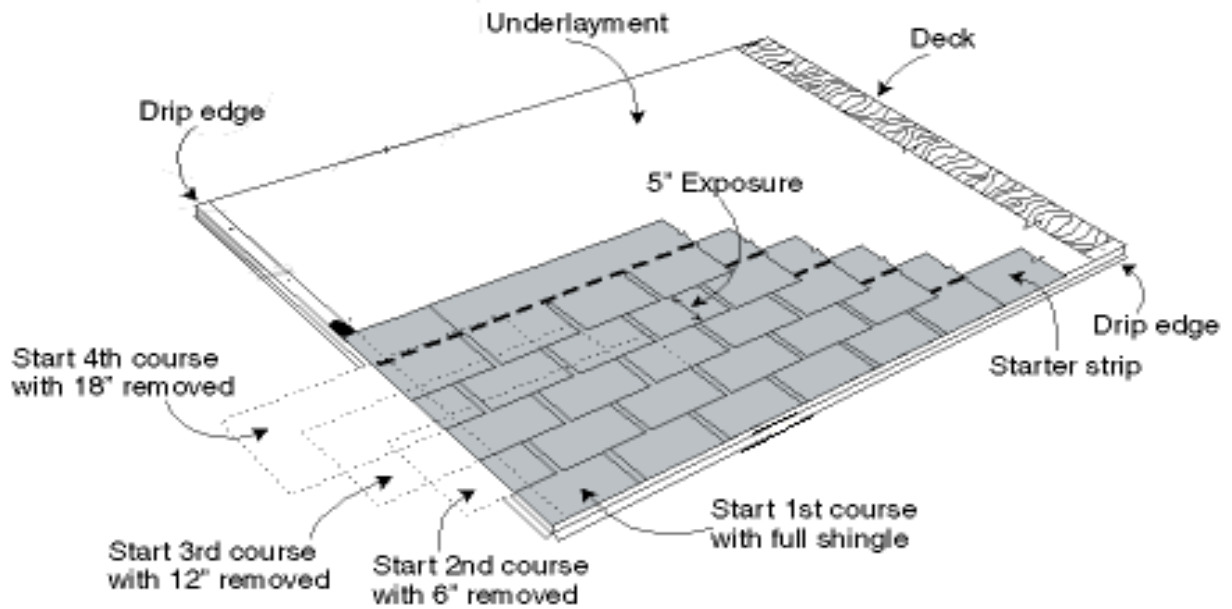 Underlayment
Deck
Drip edge
5" Exposure
Drip edge
Starter strip
Start 4th course
with 18" removed
Start 1st course
with full shingle
Start 3rd course
with 12" removed
Start 2nd course
with 6" removed